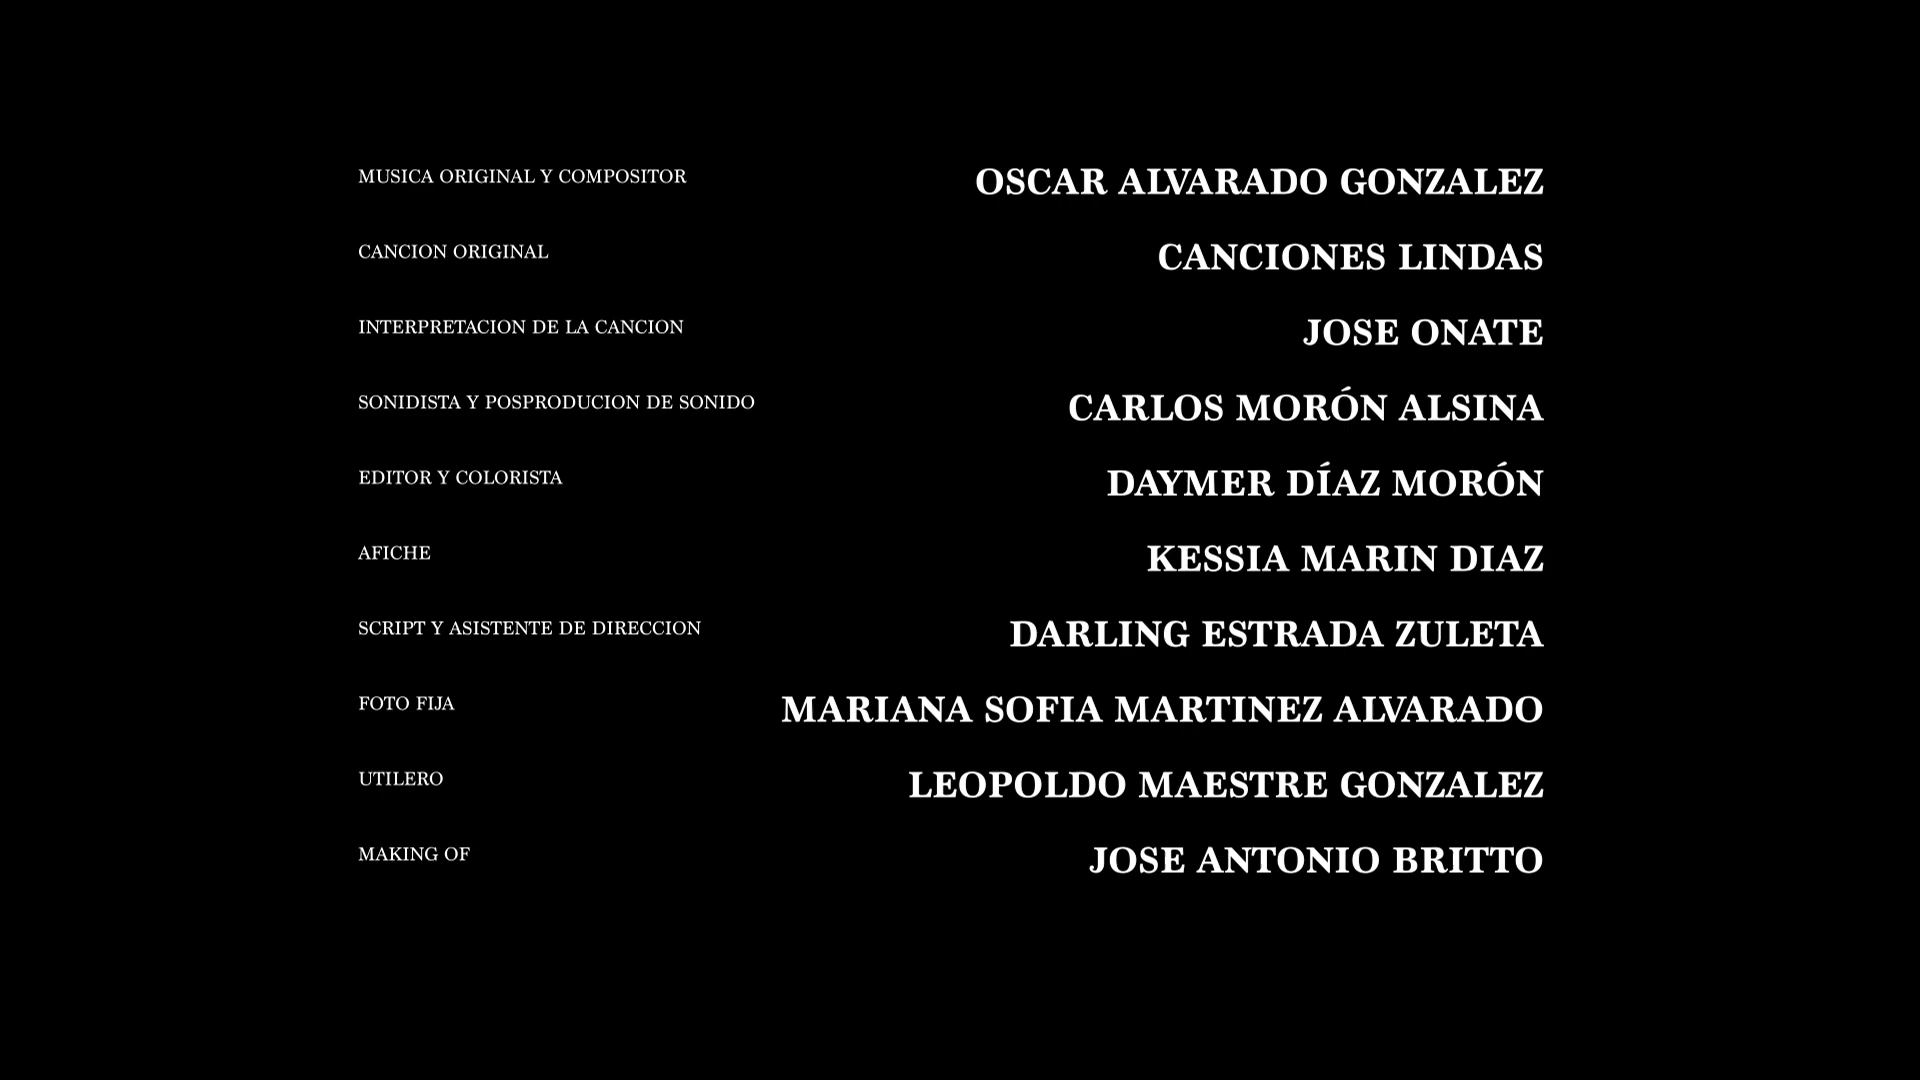 MUSICA ORIGINAL Y COMPOSITOR OSCAR ALVARADO GONZALEZ
CANCION ORIGINAL CANCIONES LINDAS
INTERPRETACION DE LA CANCION JOSE ONATE
SONIDISTA Y POSPRODUCION DE SONIDO CARLOS MORÓN ALSINA
EDITOR Y COLORISTA DAYMER DÍAZ MORÓN
AFICHE KESSIA MARIN DIAZ
SCRIPT Y ASISTENTE DE DIRECCION DARLING ESTRADA ZULETA
FOTO FIJA MARIANA SOFIA MARTINEZ ALVARADO
UTILERO LEOPOLDO MAESTRE GONZALEZ
MAKING OF JOSE ANTONIO BRITTO